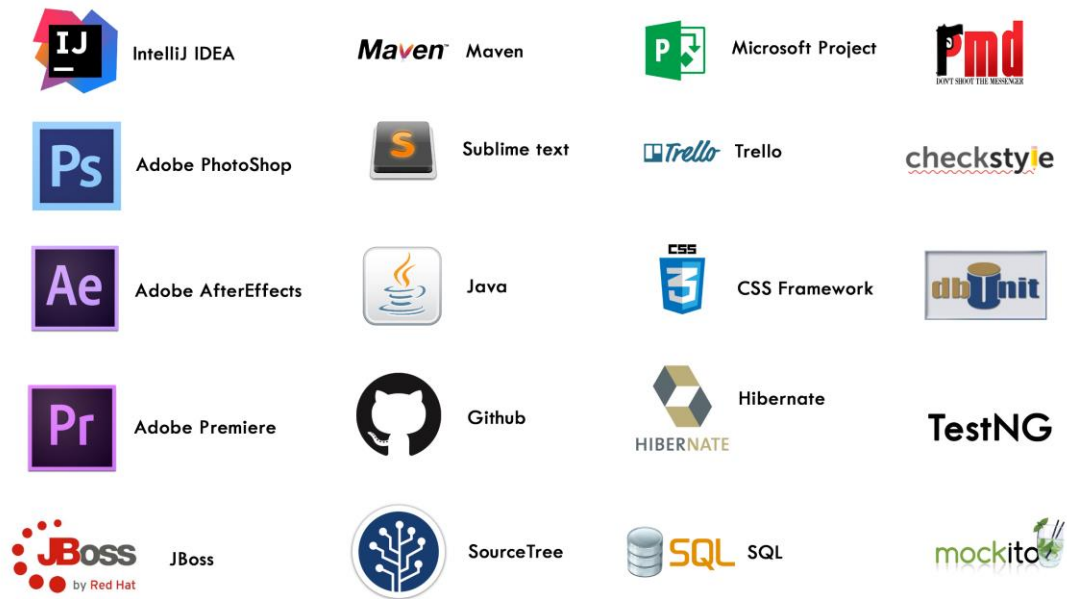 IJ
IntelliJ IDEA
Maven™
Maven
P
Microsoft Project
Pmd
DON'T SHOOT THE MESSENGER
Ps
Adobe PhotoShop
S
Sublime text
Trello
Trello
checkstyle
Ae
Adobe AfterEffects
Java
CSS
3
CSS Framework
dbUnit
Pr
Adobe Premiere
Github
HIBERNATE
Hibernate
TestNG
JBoss
by Red Hat
JBoss
SourceTree
SQL
SQL
mockito